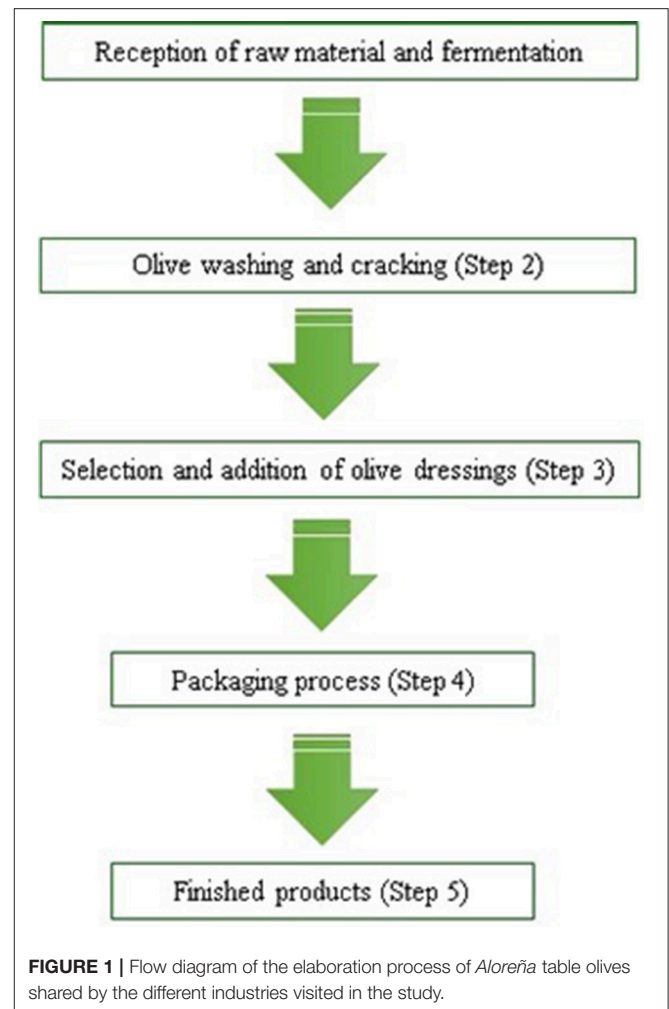 Reception of raw material and fermentation
Olive washing and cracking (Step 2)
Selection and addition of olive dressings (Step 3)
Packaging process (Step 4)
Finished products (Step 5)
FIGURE 1 | Flow diagram of the elaboration process of Aloreña table olives
shared by the different industries visited in the study.